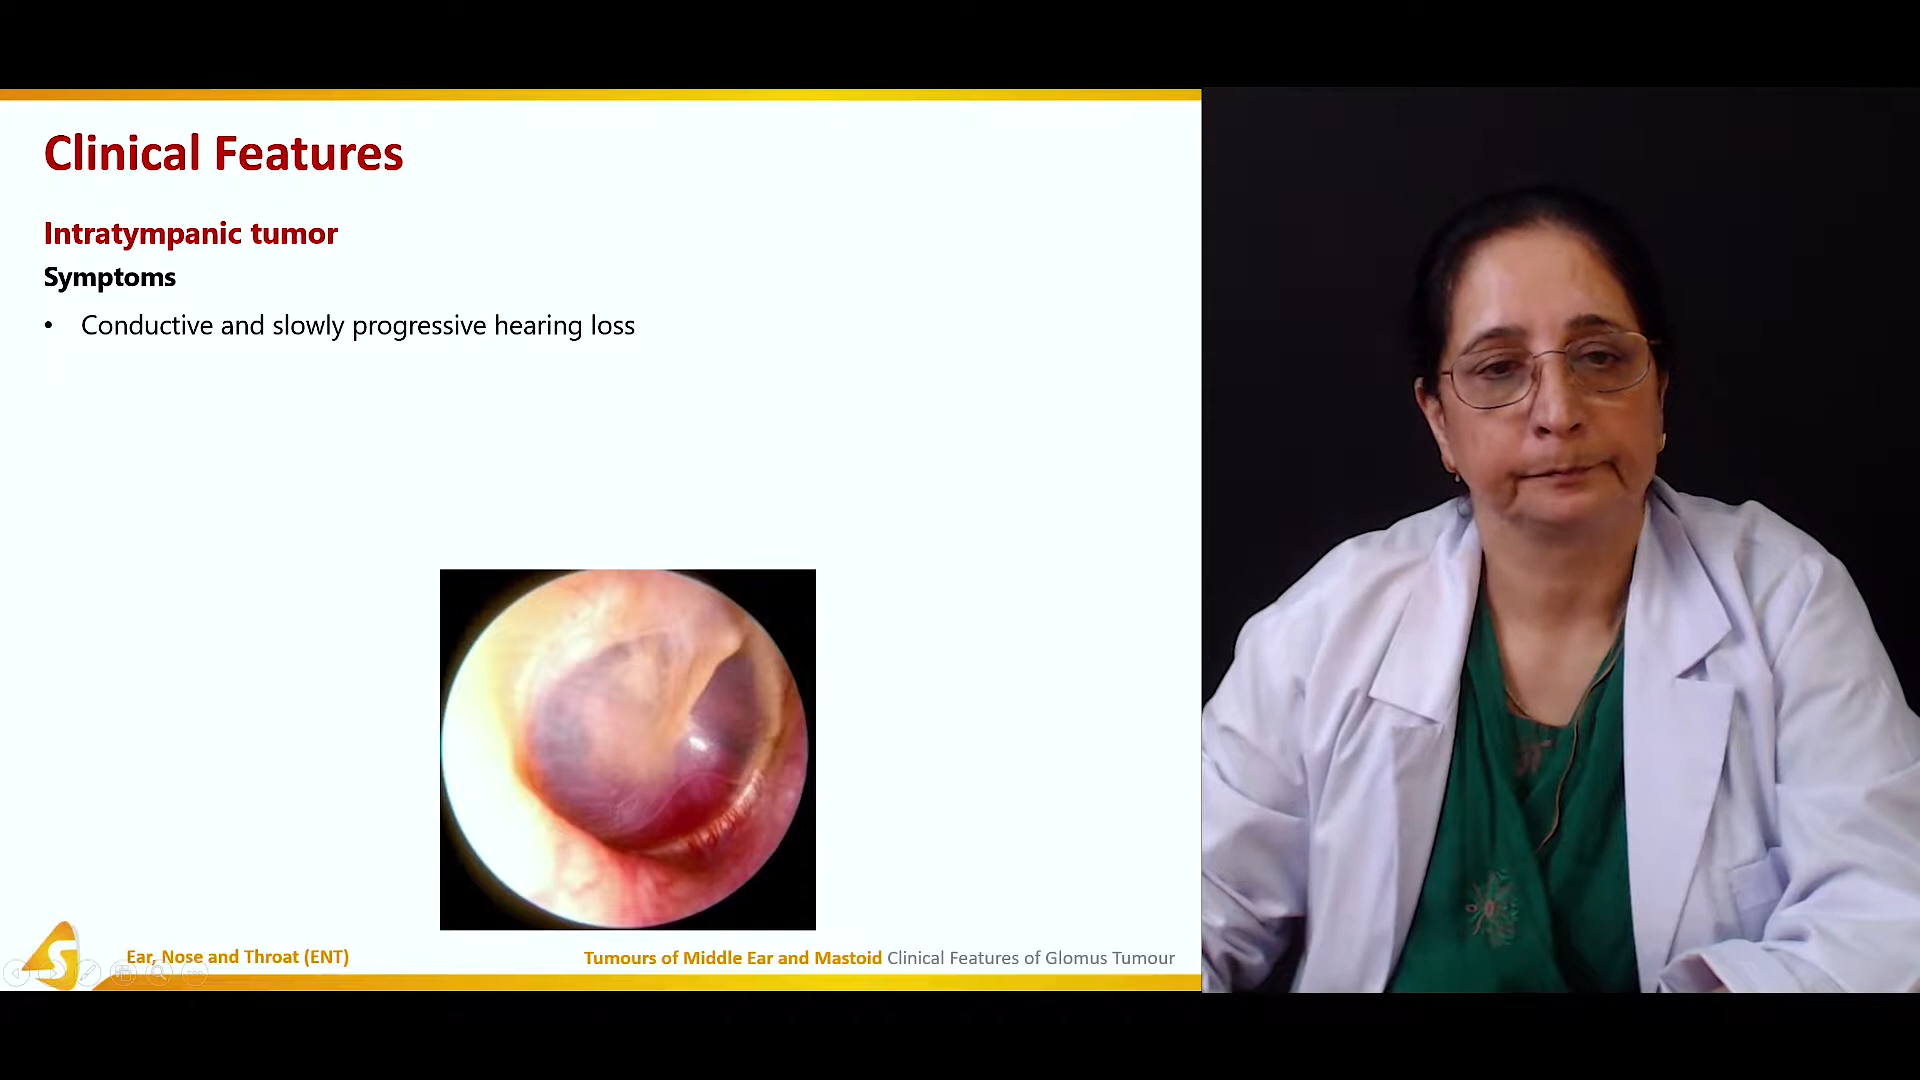 Clinical Features
Intratympanic tumor
Symptoms
• Conductive and slowly progressive hearing loss
S
Ear, Nose and Throat (ENT)
Tumours of Middle Ear and Mastoid Clinical Features of Glomus Tumour